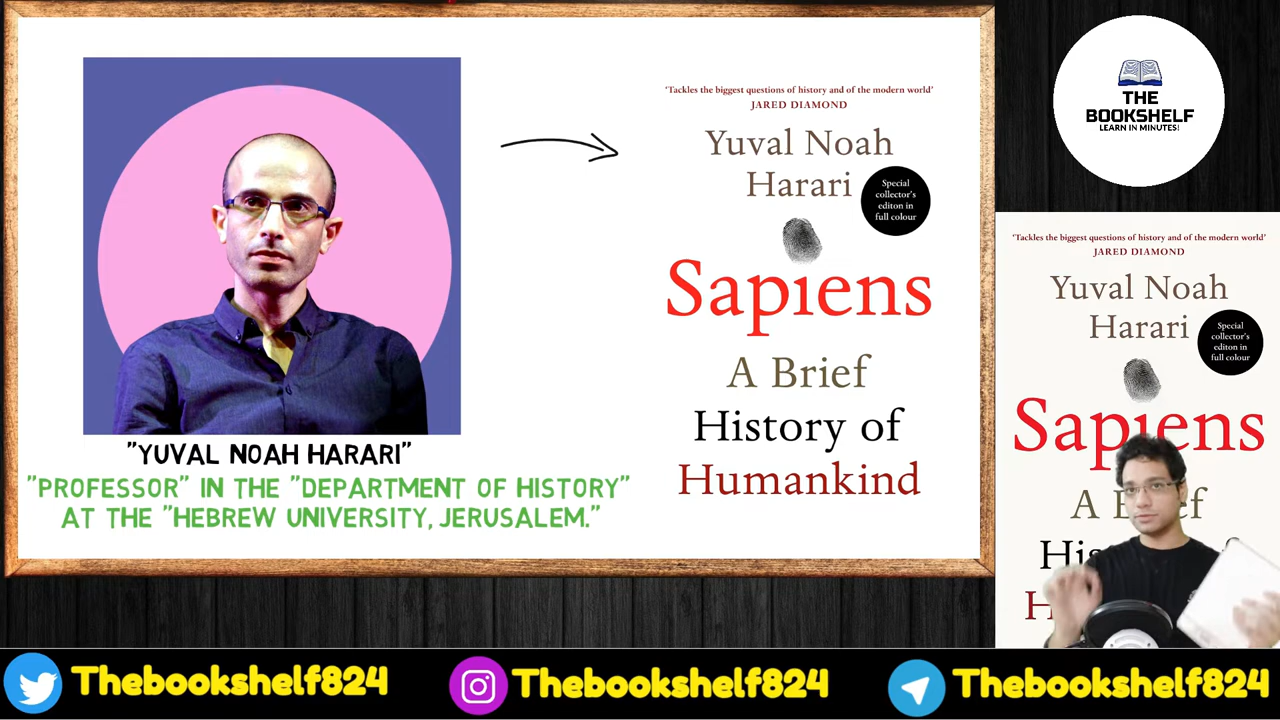 'Tackles the biggest questions of history and of the modern world'
JARED DIAMOND
Yuval Noah
Harari
Special
collector's
editon in
full colour
Sapiens
A Brief
History of
Humankind
"YUVAL NOAH HARARI"
"PROFESSOR" IN THE "DEPARTMENT OF HISTORY"
AT THE "HEBREW UNIVERSITY, JERUSALEM."
THE
BOOKSHELF
LEARN IN MINUTES!
'Tackles the biggest questions of history and of the modern world'
JARED DIAMOND
Yuval Noah
Harari
Special
collector's
editon in
full colour
Sapiens
A
Thebookshelf824
Thebookshelf824
Thebookshelf824